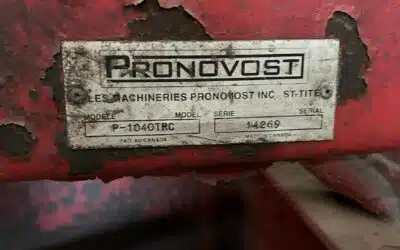 PRONOVOST
LES MACHINERIES PRONOVOST INC. ST-TITE
MODÈLE MODEL SÉRIE SERIAL
P-1040TRC 14269
FAIT AU CANADA MADE IN CANADA